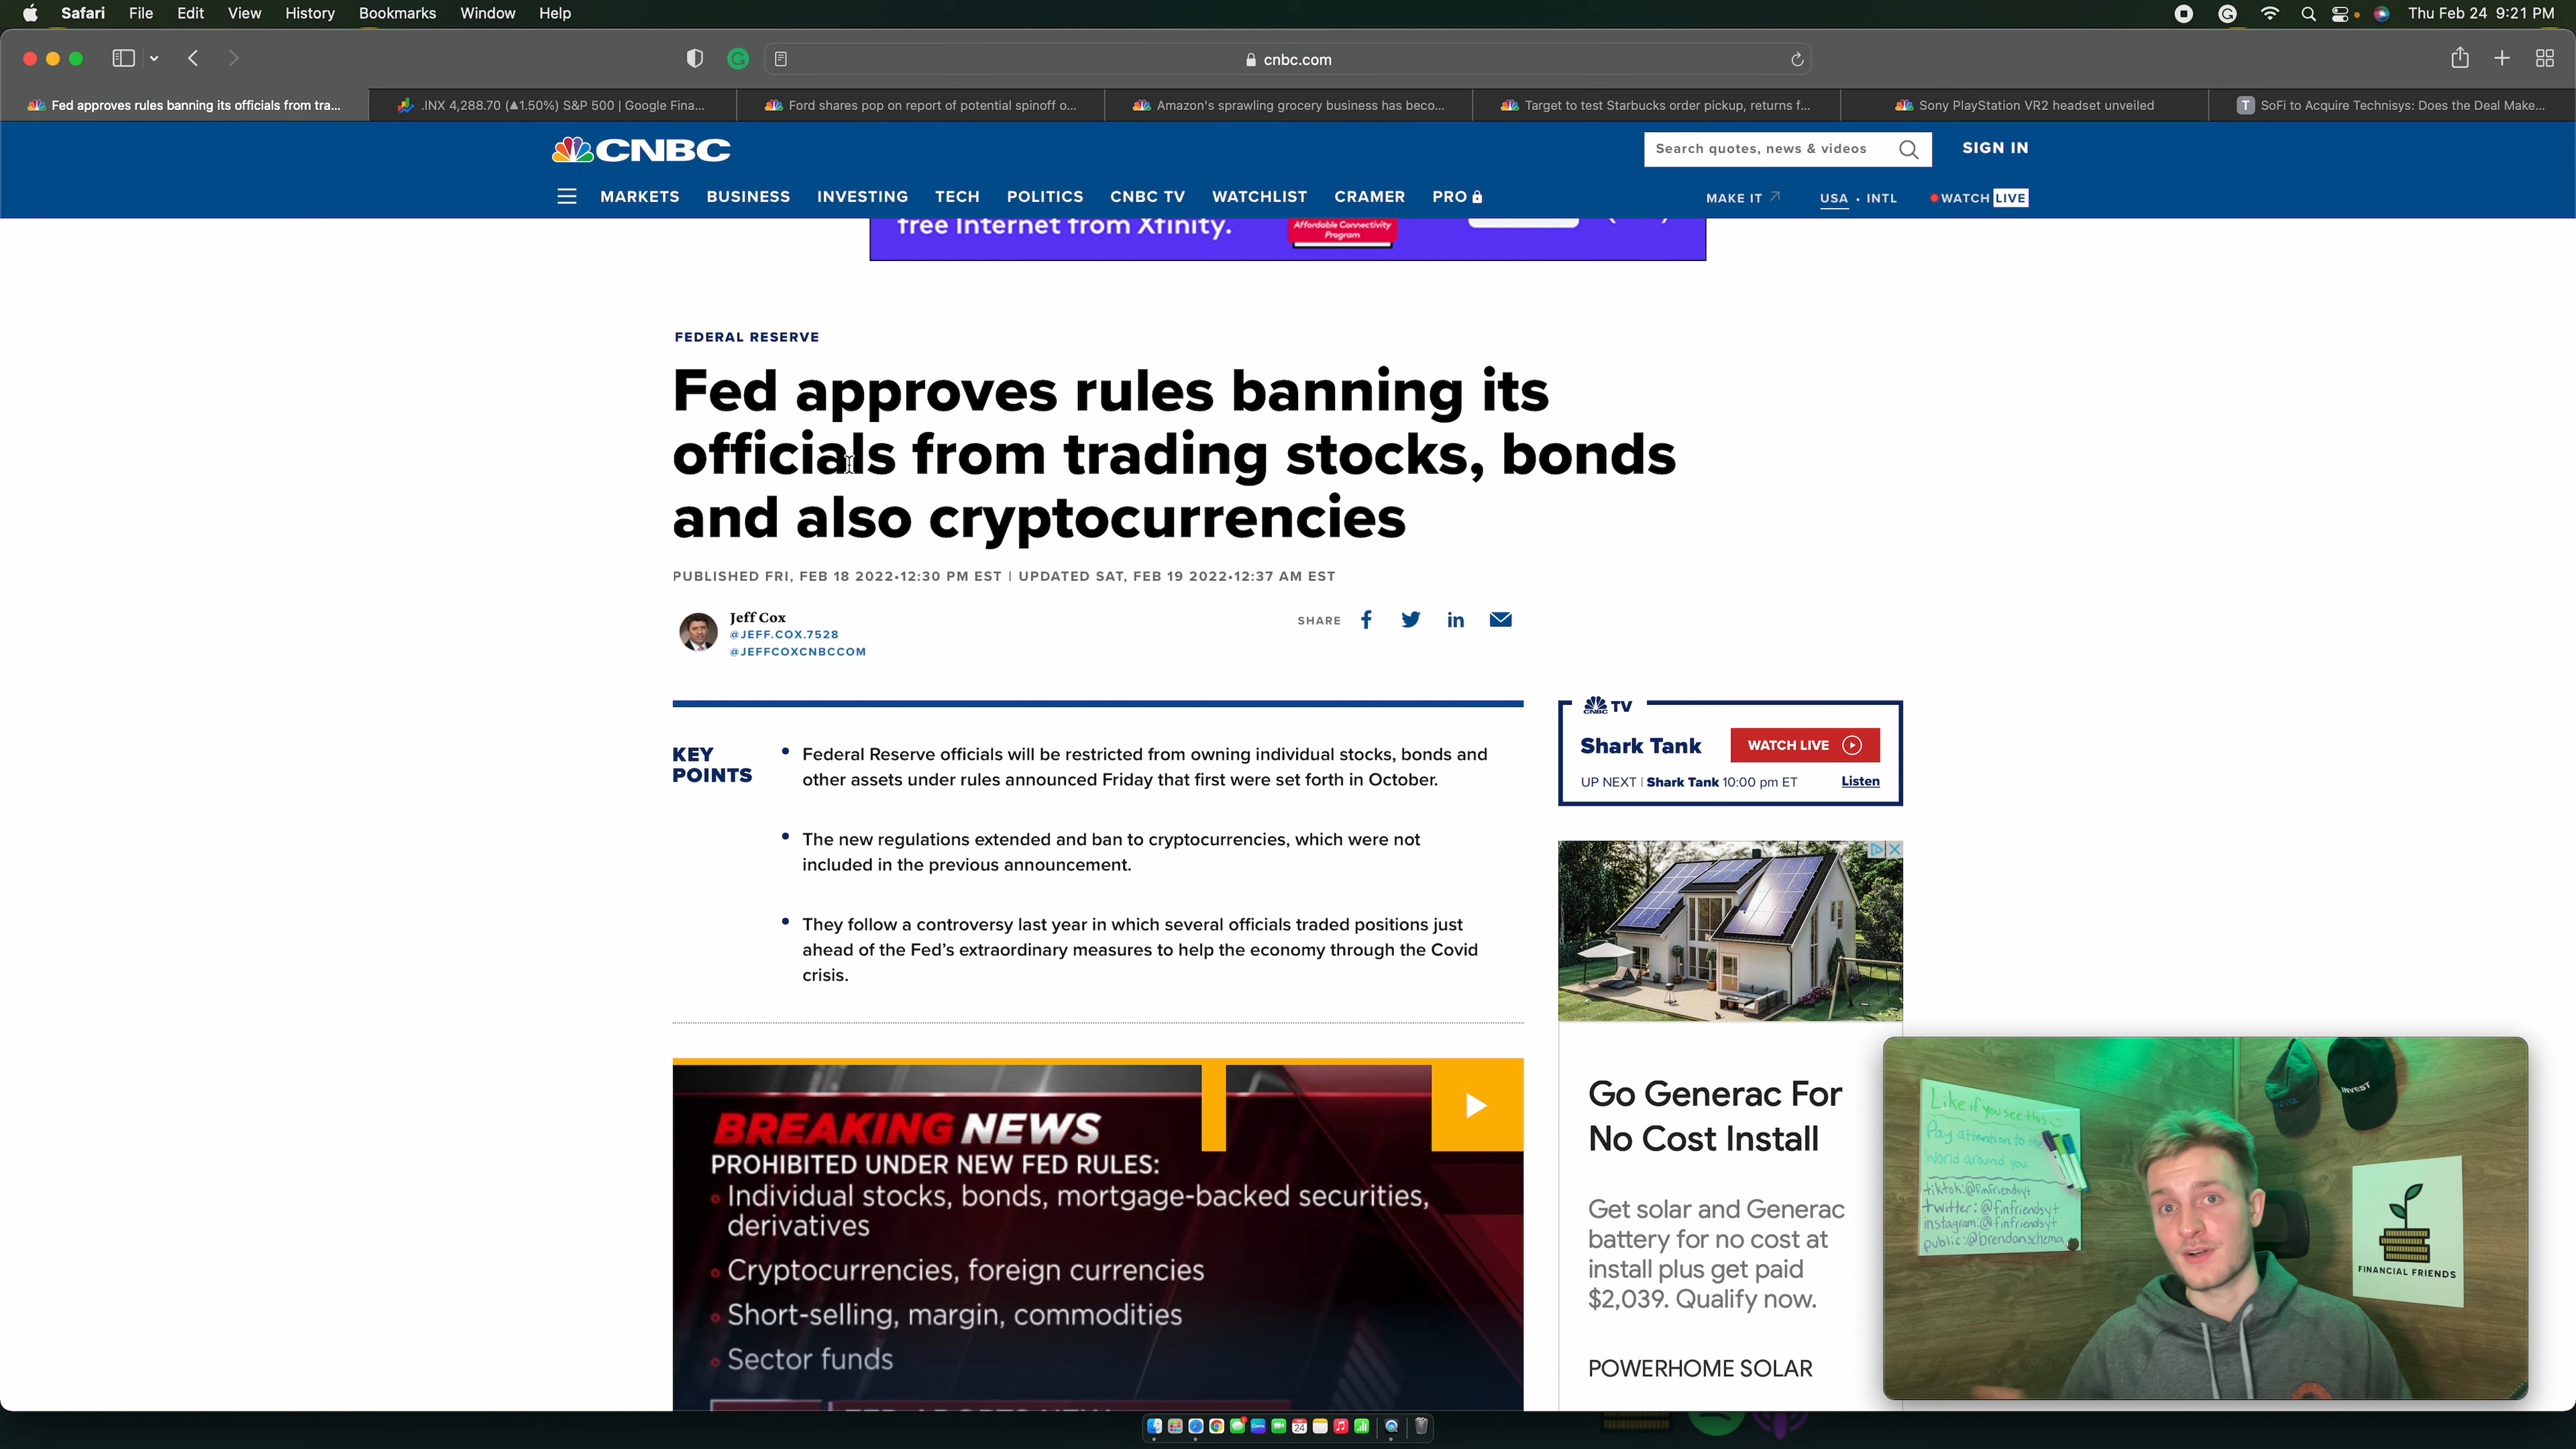 Safari File Edit View History Bookmarks Window Help
Thu Feb 24 9:21 PM
cnbc.com
Fed approves rules banning its officials from tra...
.INX 4,288.70 (▲1.50%) S&P 500 | Google Fina...
Ford shares pop on report of potential spinoff o...
Amazon's sprawling grocery business has beco...
Target to test Starbucks order pickup, returns f...
Sony PlayStation VR2 headset unveiled
T SoFi to Acquire Technisys: Does the Deal Make...
CNBC
Search quotes, news & videos
SIGN IN
MARKETS BUSINESS INVESTING TECH POLITICS CNBC TV WATCHLIST CRAMER PRO
MAKE IT USA • INTL WATCH LIVE
free Internet from Xfinity.
Affordable Connectivity
Program
FEDERAL RESERVE
Fed approves rules banning its
officials from trading stocks, bonds
and also cryptocurrencies
PUBLISHED FRI, FEB 18 2022•12:30 PM EST | UPDATED SAT, FEB 19 2022•12:37 AM EST
Jeff Cox
@JEFF.COX.7528
@JEFFCOXCNBCCOM
SHARE
KEY
POINTS
• Federal Reserve officials will be restricted from owning individual stocks, bonds and
other assets under rules announced Friday that first were set forth in October.
• The new regulations extended and ban to cryptocurrencies, which were not
included in the previous announcement.
• They follow a controversy last year in which several officials traded positions just
ahead of the Fed's extraordinary measures to help the economy through the Covid
crisis.
CNBC TV
Shark Tank
WATCH LIVE
UP NEXT | Shark Tank 10:00 pm ET
Listen
BREAKING NEWS
PROHIBITED UNDER NEW FED RULES:
Individual stocks, bonds, mortgage-backed securities,
derivatives
Cryptocurrencies, foreign currencies
Short-selling, margin, commodities
Sector funds
Go Generac For
No Cost Install
Get solar and Generac
battery for no cost at
install plus get paid
$2,039. Qualify now.
POWERHOME SOLAR
Like if you see this
Pay attention to the
World around you.
tiktok:@finfriendsyt
twitter: @finfriendsyt
instagram:@finfriendsyt
public:@brendanschema
INVEST
FINANCIAL FRIENDS
24